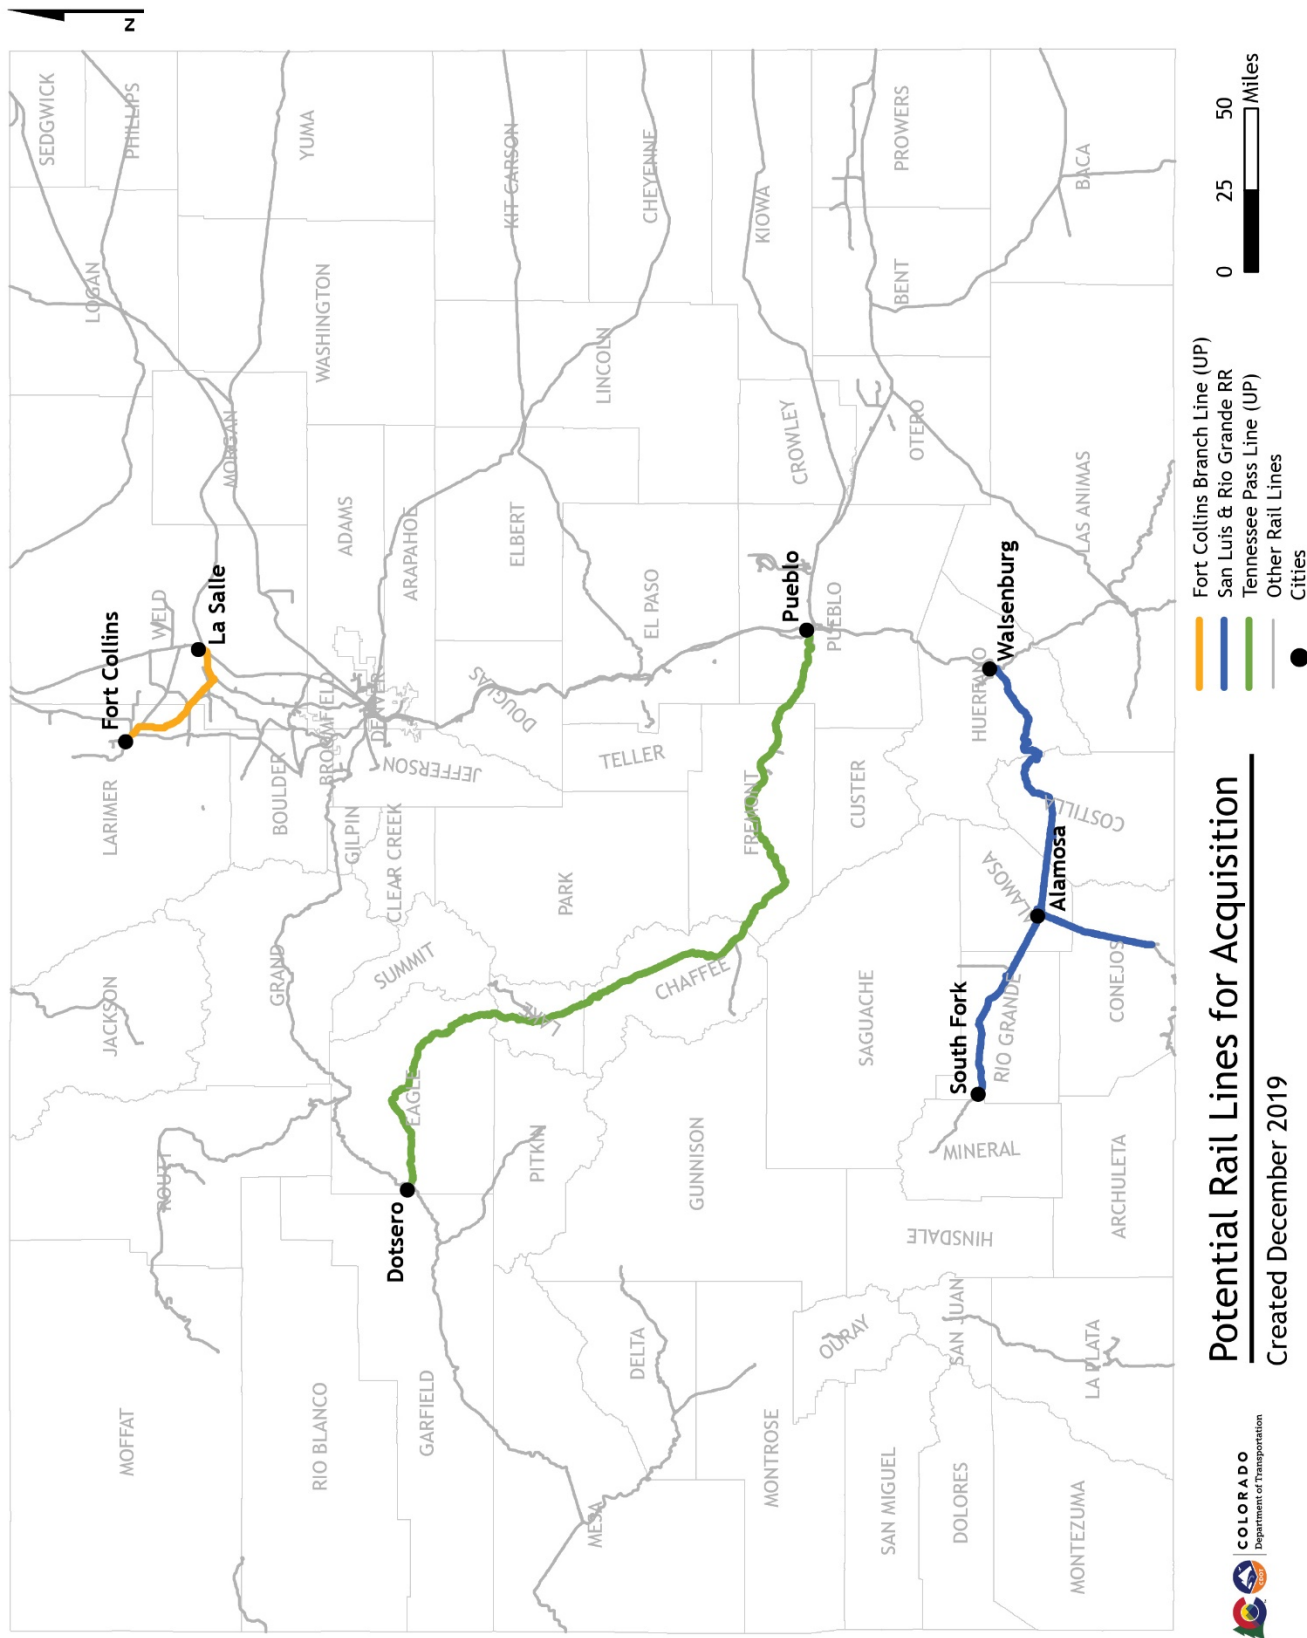 N
MOFFAT
ROUTT
JACKSON
LARIMER
Fort Collins
WELD
La Salle
LOGAN
SEDGWICK
PHILLIPS
RIO BLANCO
GRAND
BOULDER
BROOMFIELD
GILPIN
MORGAN
WASHINGTON
YUMA
GARFIELD
Dotsero
EAGLE
SUMMIT
CLEAR CREEK
JEFFERSON
DENVER
ADAMS
ARAPAHOE
MESA
PITKIN
LAKE
PARK
DOUGLAS
ELBERT
LINCOLN
KIT CARSON
DELTA
GUNNISON
CHAFFEE
TELLER
EL PASO
CHEYENNE
MONTROSE
OURAY
FREMONT
Pueblo
PUEBLO
CROWLEY
KIOWA
SAN MIGUEL
HINSDALE
SAGUACHE
CUSTER
OTERO
BENT
PROWERS
DOLORES
SAN JUAN
MINERAL
South Fork
RIO GRANDE
ALAMOSA
HUERFANO
Walsenburg
MONTEZUMA
LA PLATA
ARCHULETA
CONEJOS
Alamosa
COSTILLA
LAS ANIMAS
BACA
COLORADO
Department of Transportation
CDOT
Potential Rail Lines for Acquisition
Created December 2019
Fort Collins Branch Line (UP)
San Luis & Rio Grande RR
Tennessee Pass Line (UP)
Other Rail Lines
Cities
0 25 50
Miles